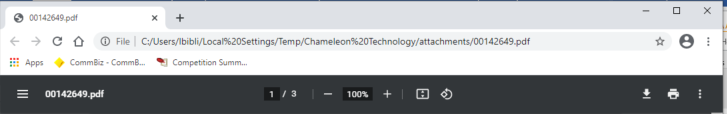 00142649.pdf
File | C:/Users/lbibli/Local%20Settings/Temp/Chameleon%20Technology/attachments/00142649.pdf
Apps CommBiz - CommB... Competition Summ...
00142649.pdf 1 / 3 100%